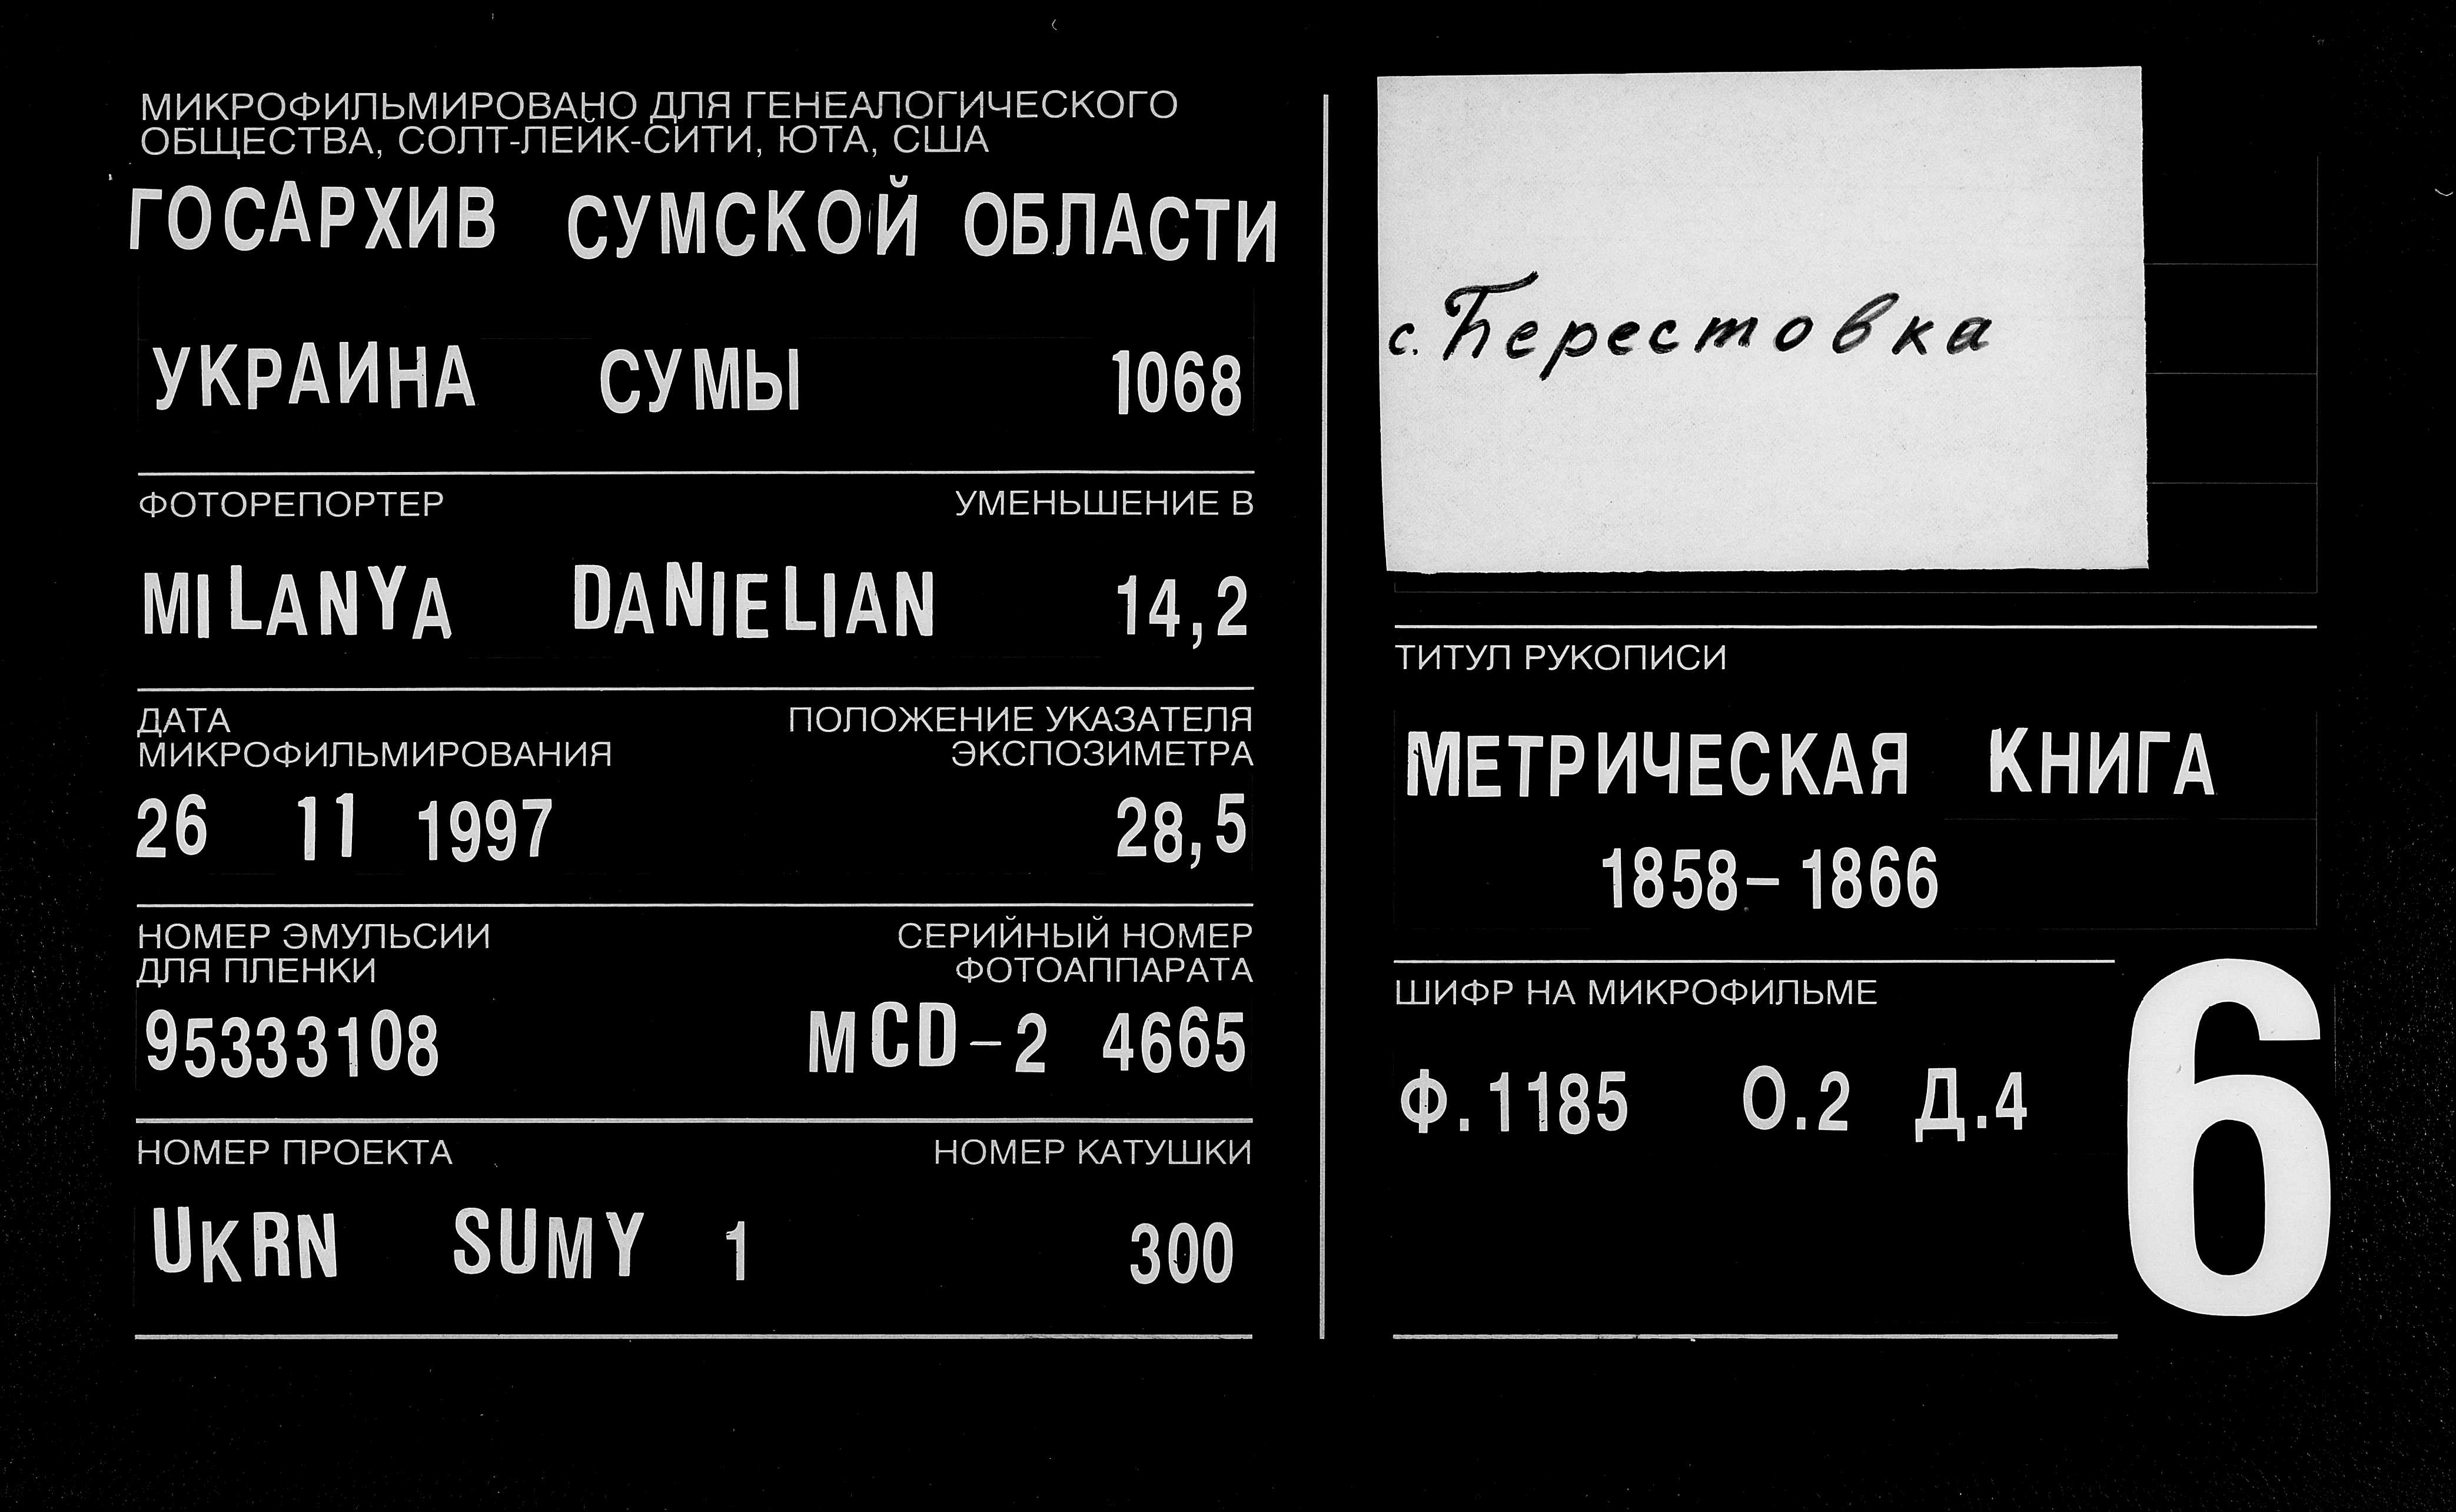 МИКРОФИЛЬМИРОВАНО ДЛЯ ГЕНЕАЛОГИЧЕСКОГО
ОБЩЕСТВА, СОЛТ-ЛЕЙК-СИТИ, ЮТА, США
ГОСАРХИВ СУМСКОЙ ОБЛАСТИ
УКРАИНА СУМЫ 1068
ФОТОРЕПОРТЕР УМЕНЬШЕНИЕ В
MILANYA DANIELIAN 14,2
ДАТА ПОЛОЖЕНИЕ УКАЗАТЕЛЯ
МИКРОФИЛЬМИРОВАНИЯ ЭКСПОЗИМЕТРА
26 11 1997 28,5
НОМЕР ЭМУЛЬСИИ СЕРИЙНЫЙ НОМЕР
ДЛЯ ПЛЕНКИ ФОТОАППАРАТА
95333108 MCD-2 4665
НОМЕР ПРОЕКТА НОМЕР КАТУШКИ
UKRN SUMY 1 300
с. Берестовка
ТИТУЛ РУКОПИСИ
МЕТРИЧЕСКАЯ КНИГА
1858-1866
ШИФР НА МИКРОФИЛЬМЕ
Ф.1185 О.2 Д.4
6